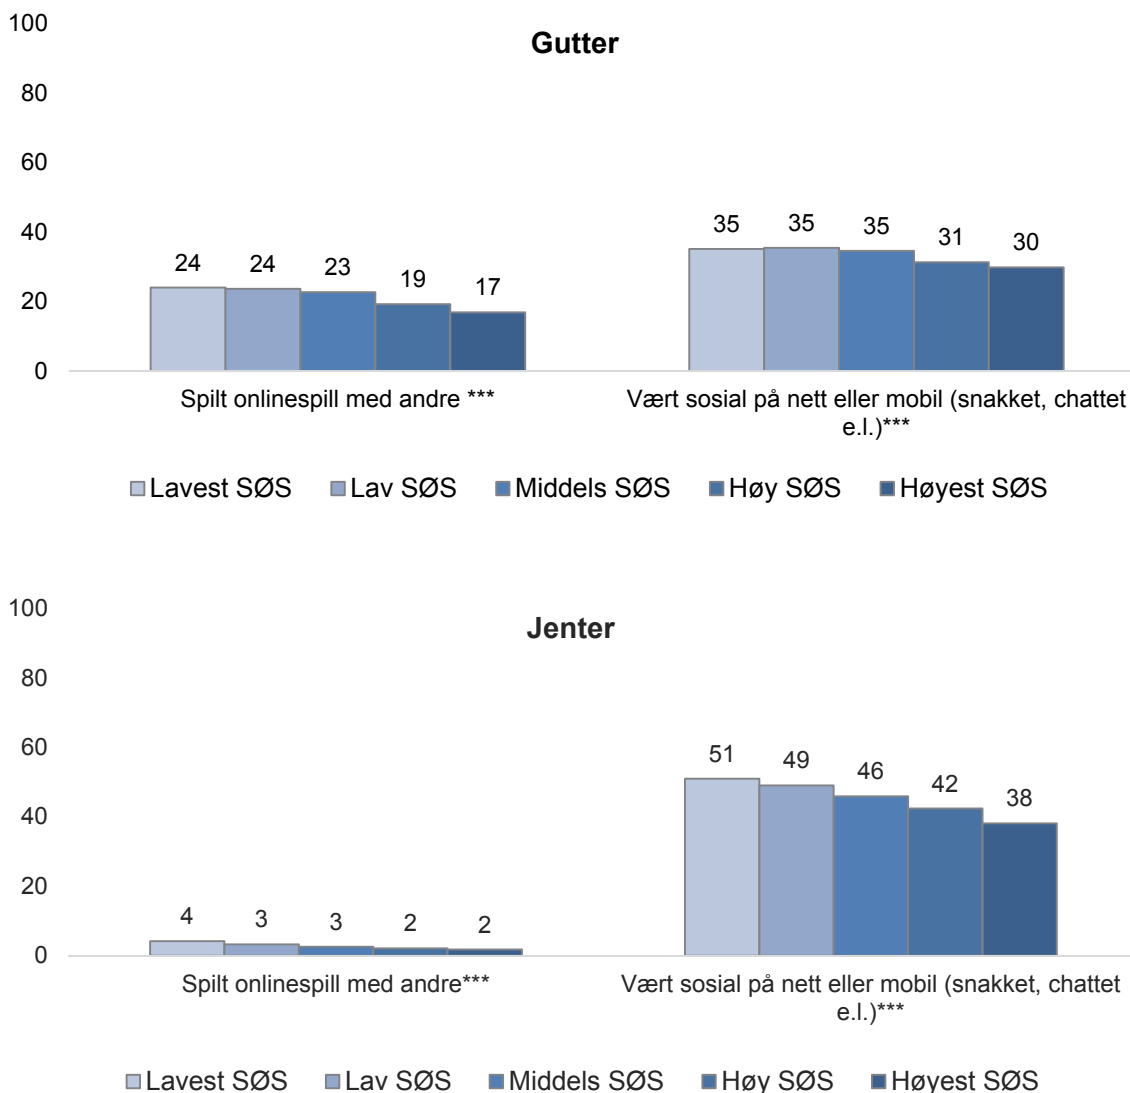 100
Gutter
80
60
40
35 35 35 31 30
24 24 23 19 17
20
0
Spilt onlinespill med andre ***
Vært sosial på nett eller mobil (snakket, chattet
e.l.)***
Lavest SØS Lav SØS Middels SØS Høy SØS Høyest SØS
100
Jenter
80
60
51 49 46 42 38
40
20
4 3 3 2 2
0
Spilt onlinespill med andre***
Vært sosial på nett eller mobil (snakket, chattet
e.l.)***
Lavest SØS Lav SØS Middels SØS Høy SØS Høyest SØS